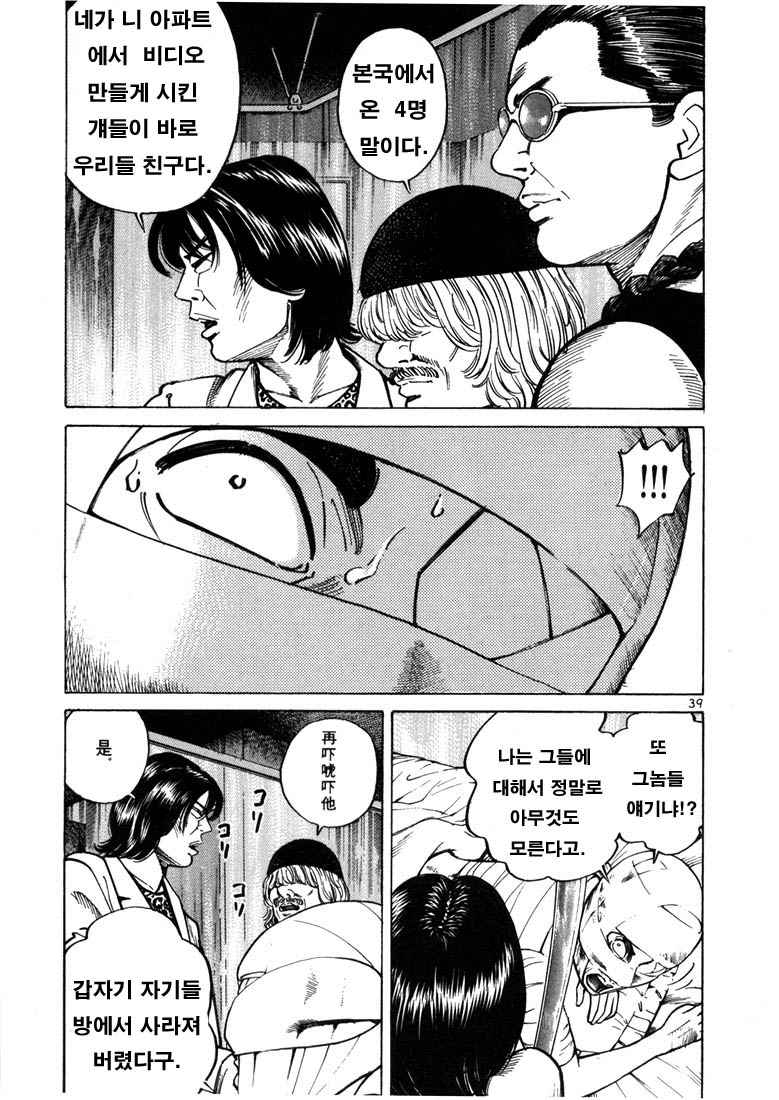 본국에서
온 4명
말이다.
네가 니 아파트
에서 비디오
만들게 시킨
걔들이 바로
우리들 친구다.
!!!
39
또
그놈들
얘기냐!?
나는 그들에
대해서 정말로
아무것도
모른다고.
再吓唬吓他
コリ
コリ
是。
갑자기 자기들
방에서 사라져
버렸다구.